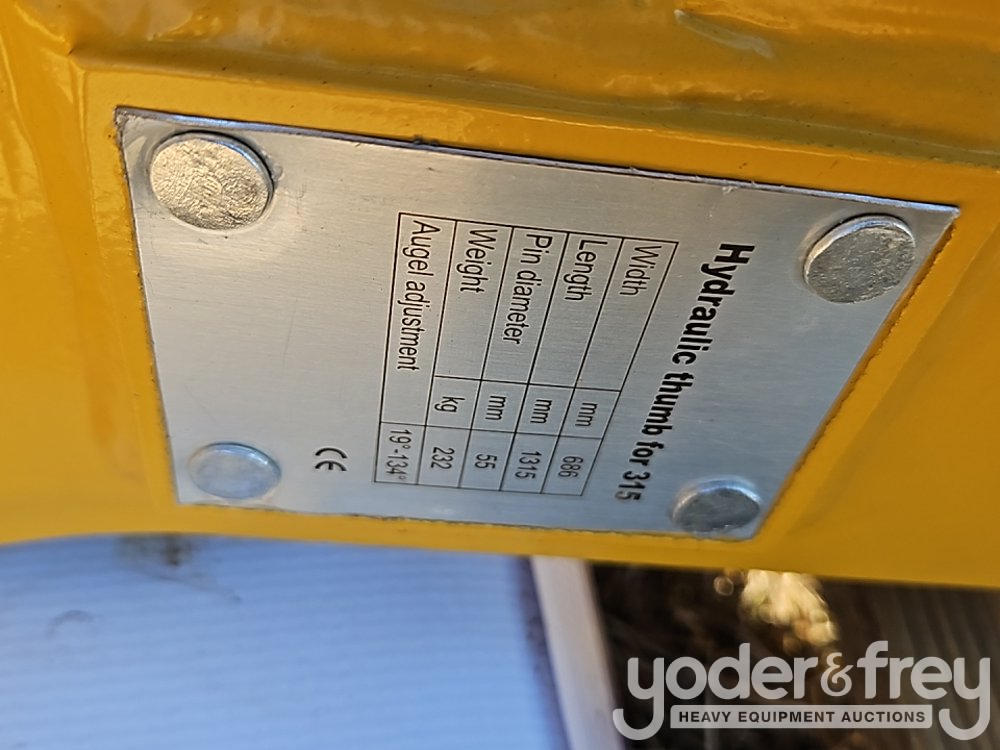 Hydraulic thumb for 315
Width mm 686
Length mm 1315
Pin diameter mm 55
Weight kg 232
Augel adjustment 19°-134°
CE
yoder&frey
HEAVY EQUIPMENT AUCTIONS